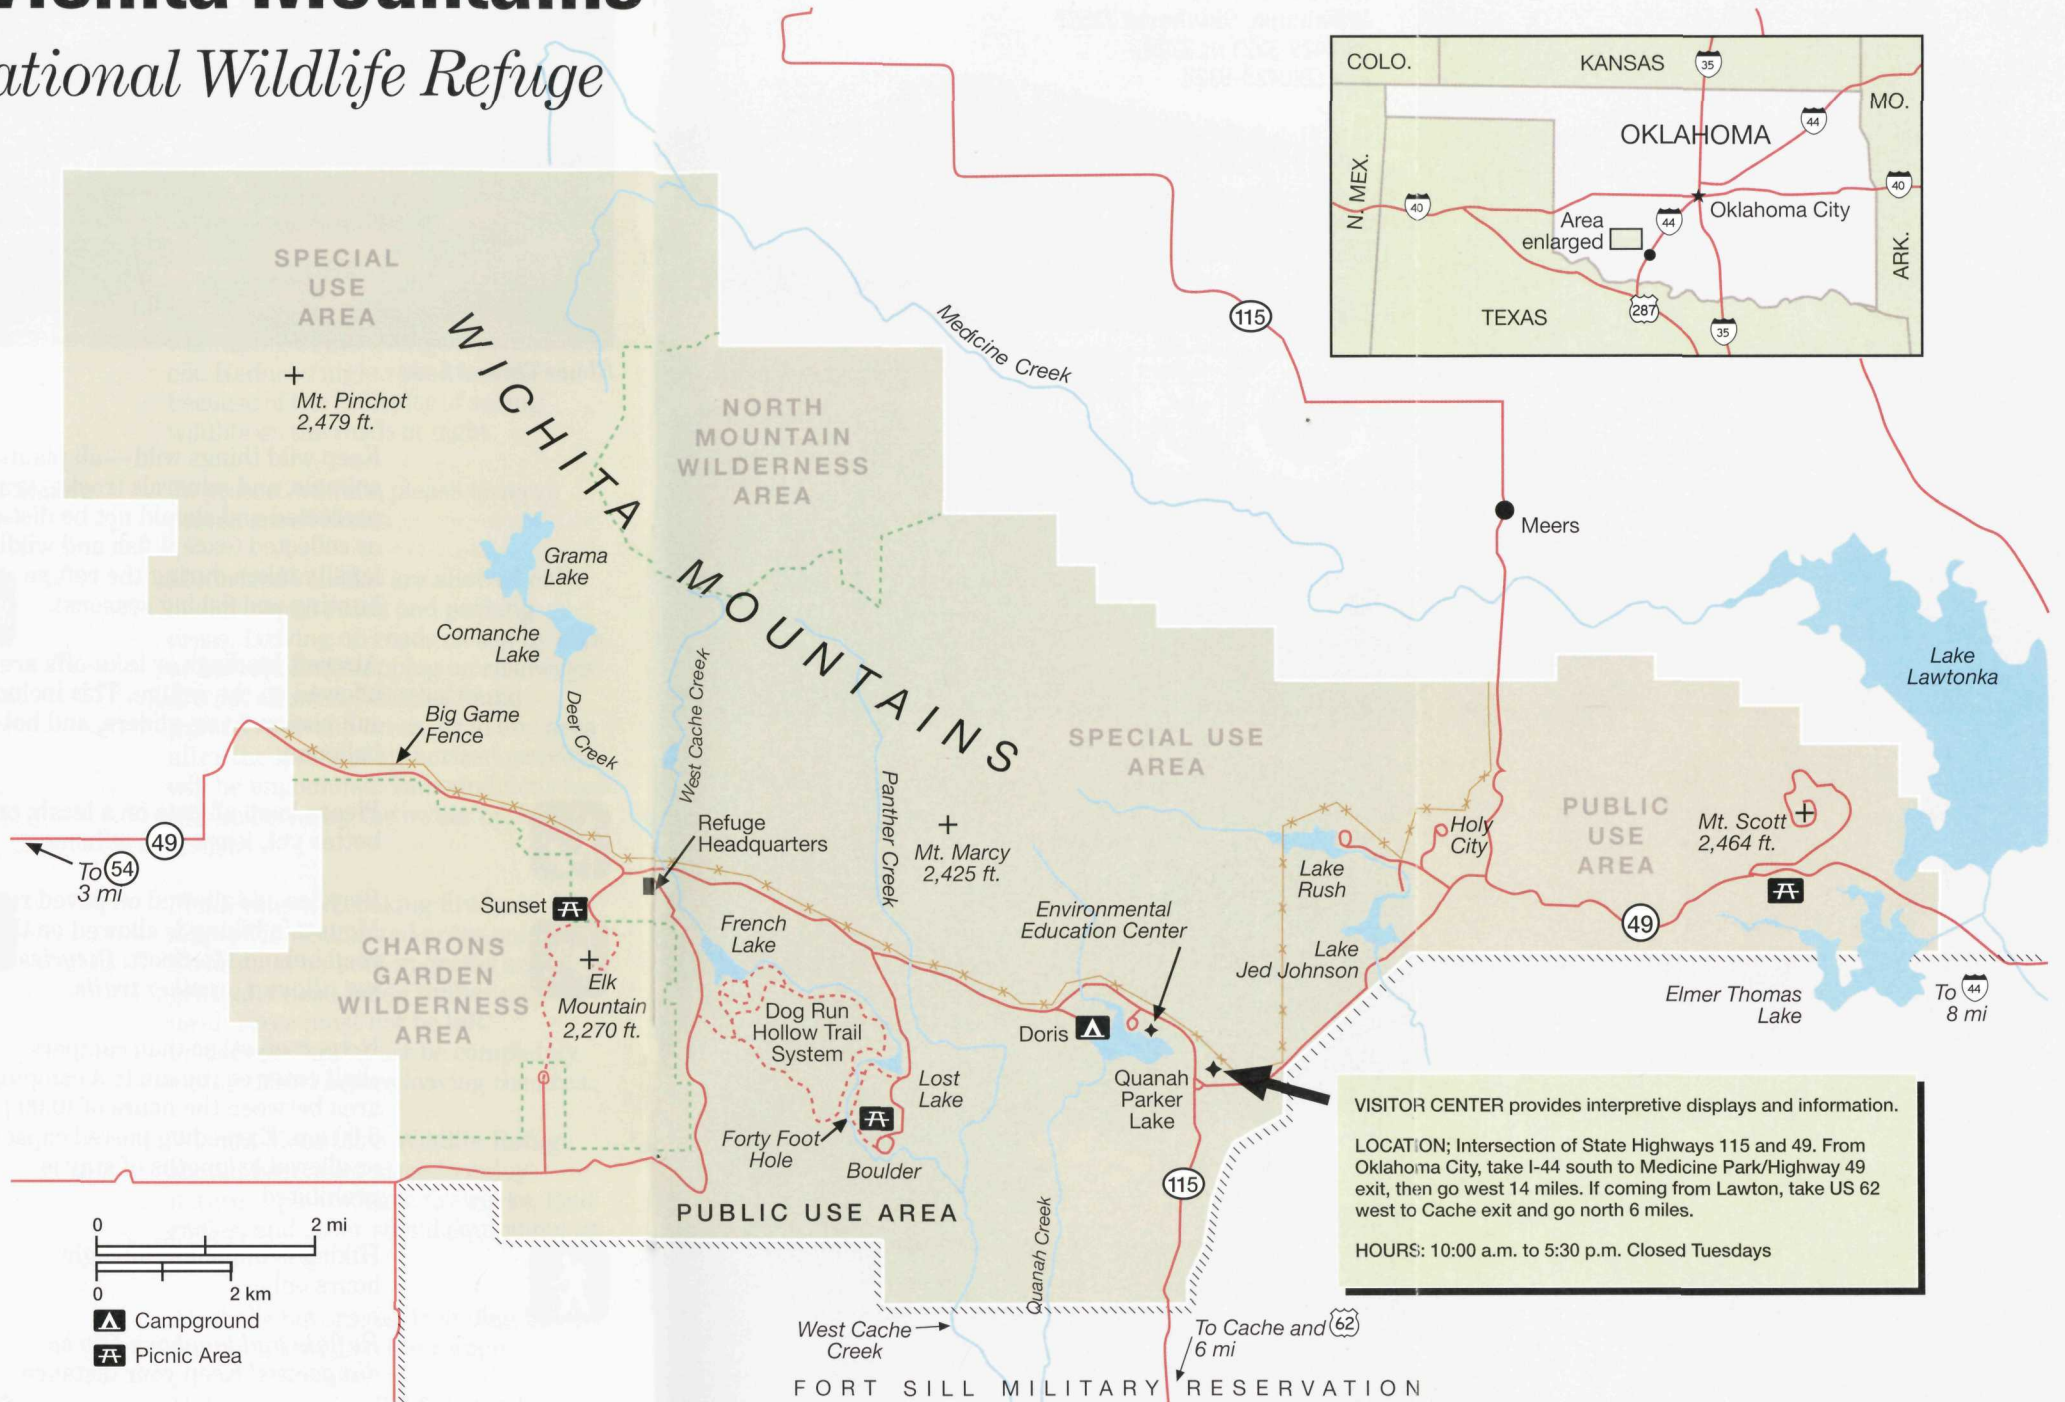 ational Wildlife Refuge
COLO.
KANSAS
35
MO.
44
OKLAHOMA
N. MEX.
40
40
Oklahoma City
44
Area
enlarged
ARK.
287
TEXAS
35
SPECIAL
USE
AREA
WICHITA
MOUNTAINS
Mt. Pinchot
2,479 ft.
NORTH
MOUNTAIN
WILDERNESS
AREA
Medicine Creek
115
Meers
Grama
Lake
Comanche
Lake
Deer Creek
West Cache Creek
Big Game
Fence
Lake
Lawtonka
SPECIAL USE
AREA
Panther Creek
Refuge
Headquarters
Mt. Marcy
2,425 ft.
Holy
City
PUBLIC
USE
AREA
Mt. Scott
2,464 ft.
49
To 54
3 mi
Lake
Rush
Sunset
French
Lake
Environmental
Education Center
49
CHARONS
GARDEN
WILDERNESS
AREA
Elk
Mountain
2,270 ft.
Lake
Jed Johnson
Elmer Thomas
Lake
To 44
8 mi
Dog Run
Hollow Trail
System
Doris
Lost
Lake
Quanah
Parker
Lake
Forty Foot
Hole
Boulder
PUBLIC USE AREA
115
Quanah Creek
VISITOR CENTER provides interpretive displays and information.
LOCATION; Intersection of State Highways 115 and 49. From
Oklahoma City, take I-44 south to Medicine Park/Highway 49
exit, then go west 14 miles. If coming from Lawton, take US 62
west to Cache exit and go north 6 miles.
HOURS: 10:00 a.m. to 5:30 p.m. Closed Tuesdays
0 2 mi
0 2 km
Campground
Picnic Area
West Cache
Creek
To Cache and 62
6 mi
FORT SILL MILITARY RESERVATION